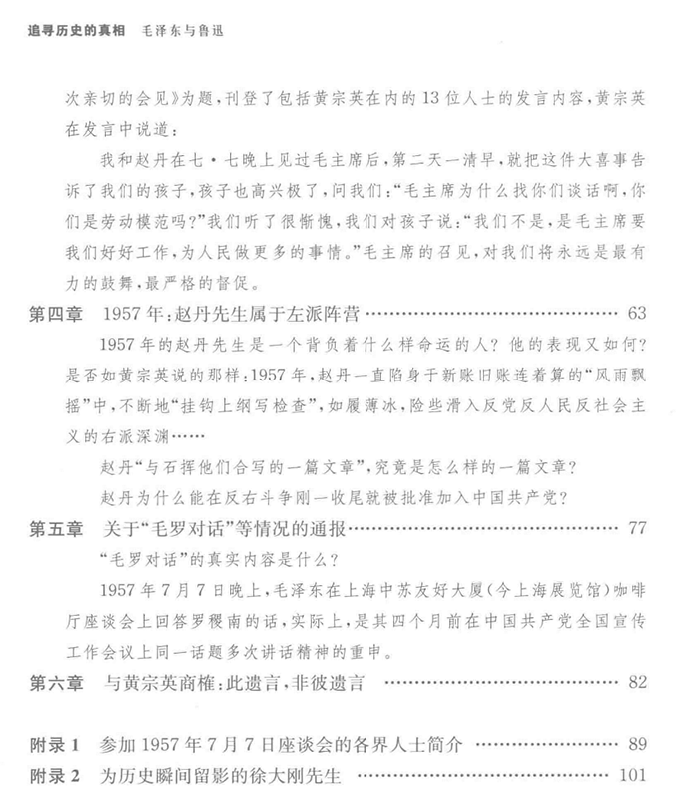 追寻历史的真相 毛泽东与鲁迅
次亲切的会见》为题,刊登了包括黄宗英在内的 13 位人士的发言内容,黄宗英
在发言中说道:
我和赵丹在七·七晚上见过毛主席后,第二天一清早,就把这件大喜事告
诉了我们的孩子,孩子也高兴极了,问我们:“毛主席为什么找你们谈话啊,你
们是劳动模范吗?”我们听了很惭愧,我们对孩子说:“我们不是,是毛主席要
我们好好工作,为人民做更多的事情。”毛主席的召见,对我们将永远是最有
力的鼓舞,最严格的督促。
第四章 1957 年:赵丹先生属于左派阵营……………………………………… 63
1957 年的赵丹先生是一个背负着什么样命运的人? 他的表现又如何?
是否如黄宗英说的那样:1957 年,赵丹一直陷身于新账旧账连着算的“风雨飘
摇”中,不断地“挂钩上纲写检查”,如履薄冰,险些滑入反党反人民反社会主
义的右派深渊……
赵丹“与石挥他们合写的一篇文章”,究竟是怎么样的一篇文章?
赵丹为什么能在反右斗争刚一收尾就被批准加入中国共产党?
第五章 关于“毛罗对话”等情况的通报……………………………………… 77
“毛罗对话”的真实内容是什么?
1957 年 7 月 7 日晚上,毛泽东在上海中苏友好大厦(今上海展览馆)咖啡
厅座谈会上回答罗稷南的话,实际上,是其四个月前在中国共产党全国宣传
工作会议上同一话题多次讲话精神的重申。
第六章 与黄宗英商榷:此遗言,非彼遗言 ………………………………… 82
附录 1 参加 1957 年 7 月 7 日座谈会的各界人士简介 …………………… 89
附录 2 为历史瞬间留影的徐大刚先生 …………………………………… 101